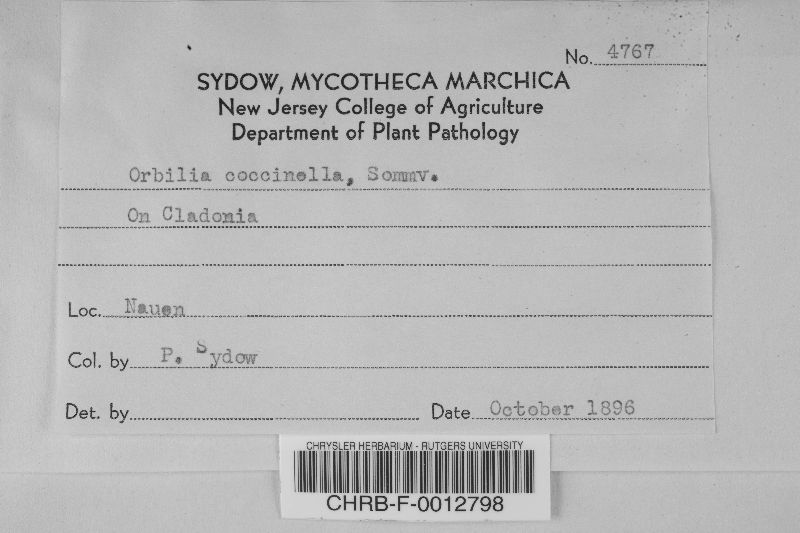 No. 4767
SYDOW, MYCOTHECA MARCHICA
New Jersey College of Agriculture
Department of Plant Pathology
Orbilia coccinella, Sommv.
On Cladonia
Loc. Nauen
Col. by P. Sydow
Det. by
Date October 1896
CHRYSLER HERBARIUM - RUTGERS UNIVERSITY
CHRB-F-0012798